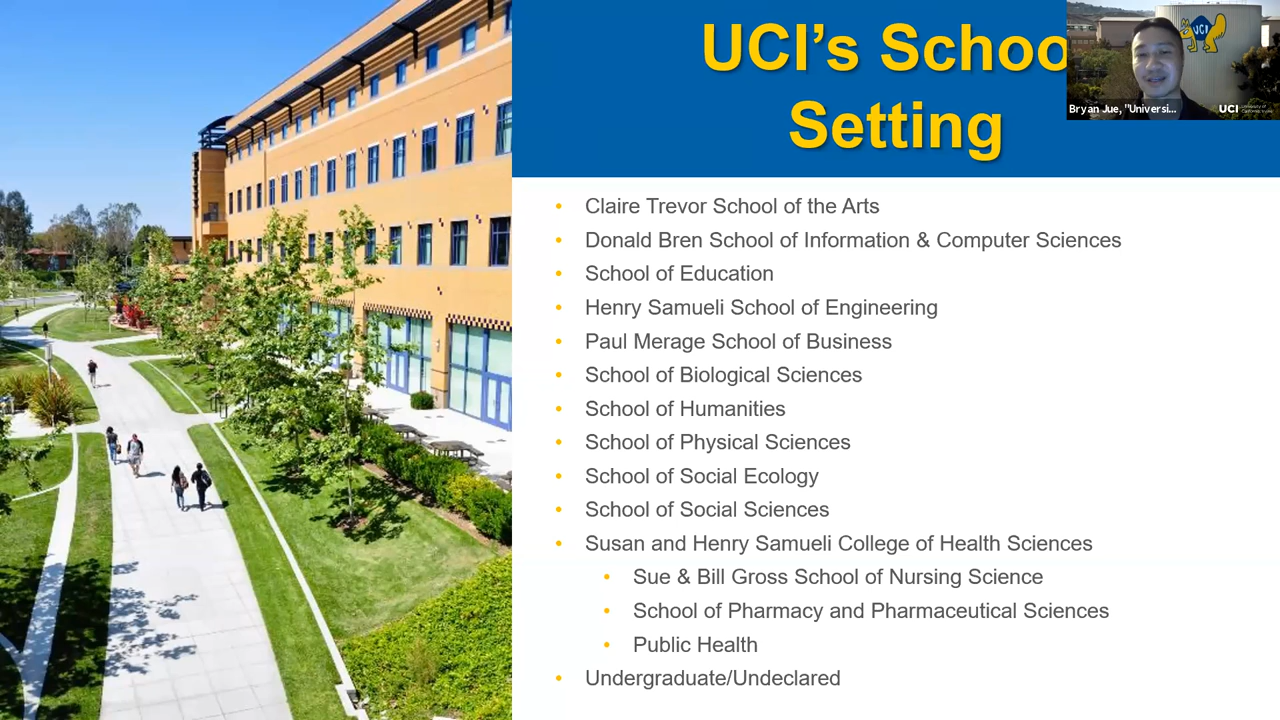 UCI's Schoo
Setting
UCI
Bryan Jue, "Universi...
UCI
Claire Trevor School of the Arts
Donald Bren School of Information & Computer Sciences
School of Education
Henry Samueli School of Engineering
Paul Merage School of Business
School of Biological Sciences
School of Humanities
School of Physical Sciences
School of Social Ecology
School of Social Sciences
Susan and Henry Samueli College of Health Sciences
Sue & Bill Gross School of Nursing Science
School of Pharmacy and Pharmaceutical Sciences
Public Health
Undergraduate/Undeclared